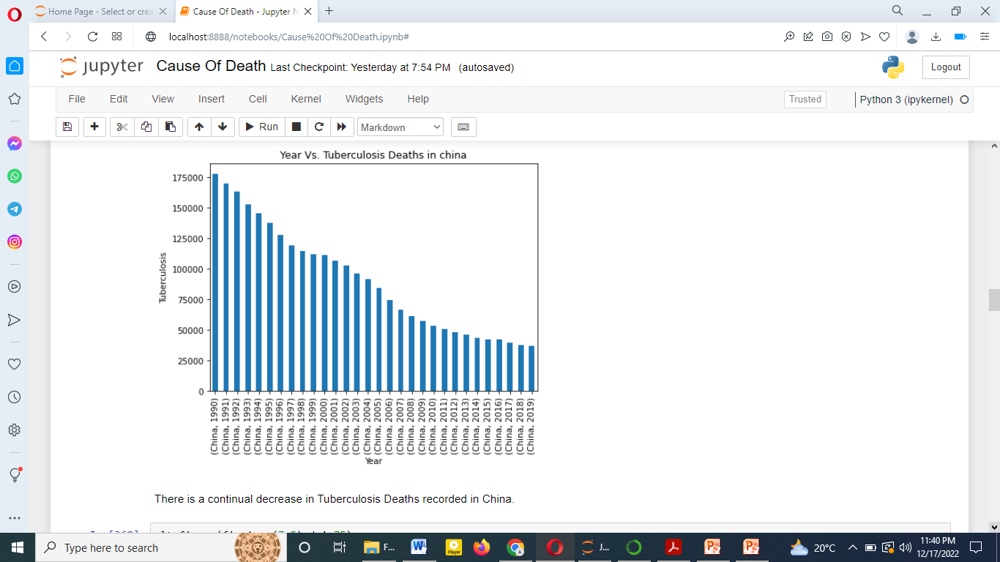 Home Page - Select or crea
Cause Of Death - Jupyter N
localhost:8888/notebooks/Cause%20Of%20Death.ipynb#
jupyter Cause Of Death Last Checkpoint: Yesterday at 7:54 PM (autosaved)
Logout
File Edit View Insert Cell Kernel Widgets Help
Trusted
Python 3 (ipykernel)
Run
Markdown
Year Vs. Tuberculosis Deaths in china
175000
150000
125000
100000
75000
50000
25000
0
Tuberculosis
(China, 1990)
(China, 1991)
(China, 1992)
(China, 1993)
(China, 1994)
(China, 1995)
(China, 1996)
(China, 1997)
(China, 1998)
(China, 1999)
(China, 2000)
(China, 2001)
(China, 2002)
(China, 2003)
(China, 2004)
(China, 2005)
(China, 2006)
(China, 2007)
(China, 2008)
(China, 2009)
(China, 2010)
(China, 2011)
(China, 2012)
(China, 2013)
(China, 2014)
(China, 2015)
(China, 2016)
(China, 2017)
(China, 2018)
(China, 2019)
Year
There is a continual decrease in Tuberculosis Deaths recorded in China.
Type here to search
F...
Player
J...
20°C
11:40 PM
12/17/2022